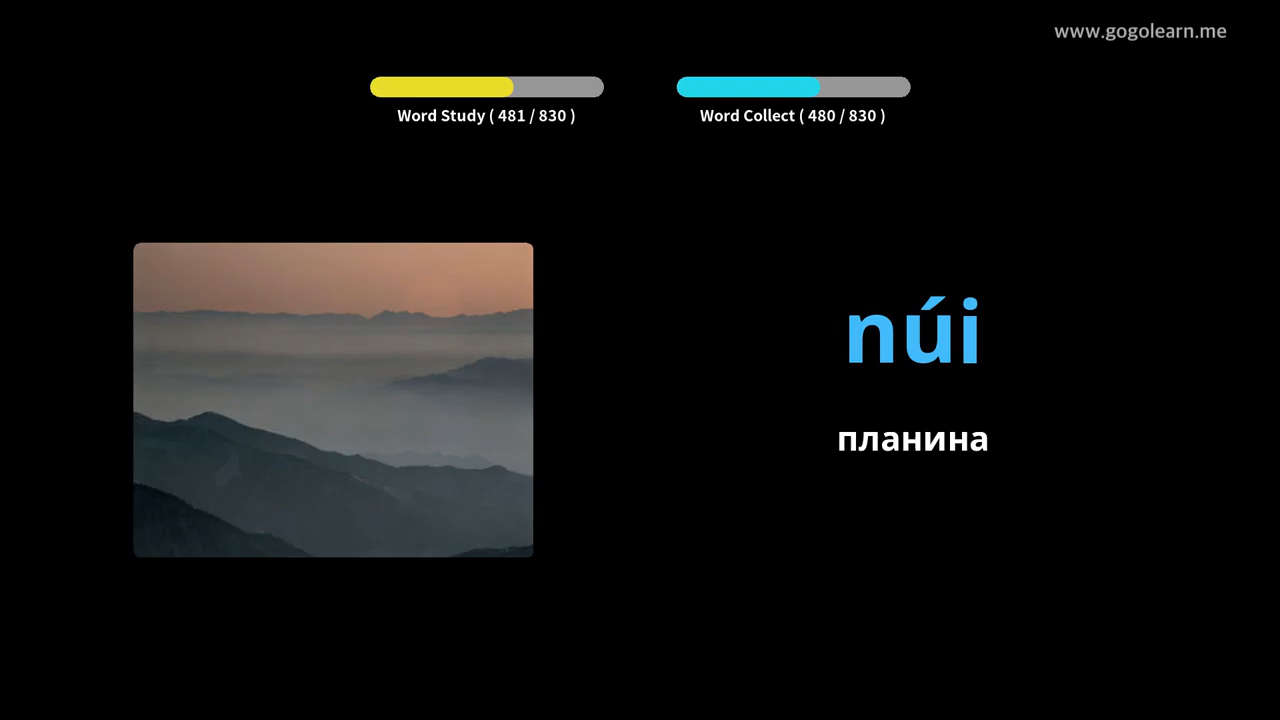 www.gogolearn.me
Word Study ( 481 / 830 )
Word Collect ( 480 / 830 )
núi
планина